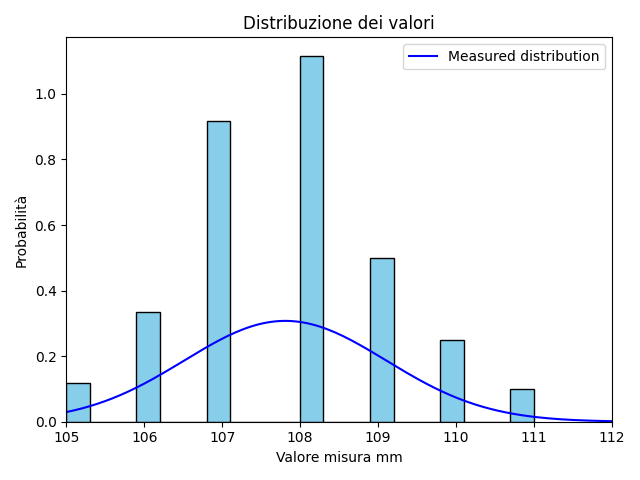 Distribuzione dei valori
Measured distribution
Probabilità
1.0
0.8
0.6
0.4
0.2
0.0
105 106 107 108 109 110 111 112
Valore misura mm